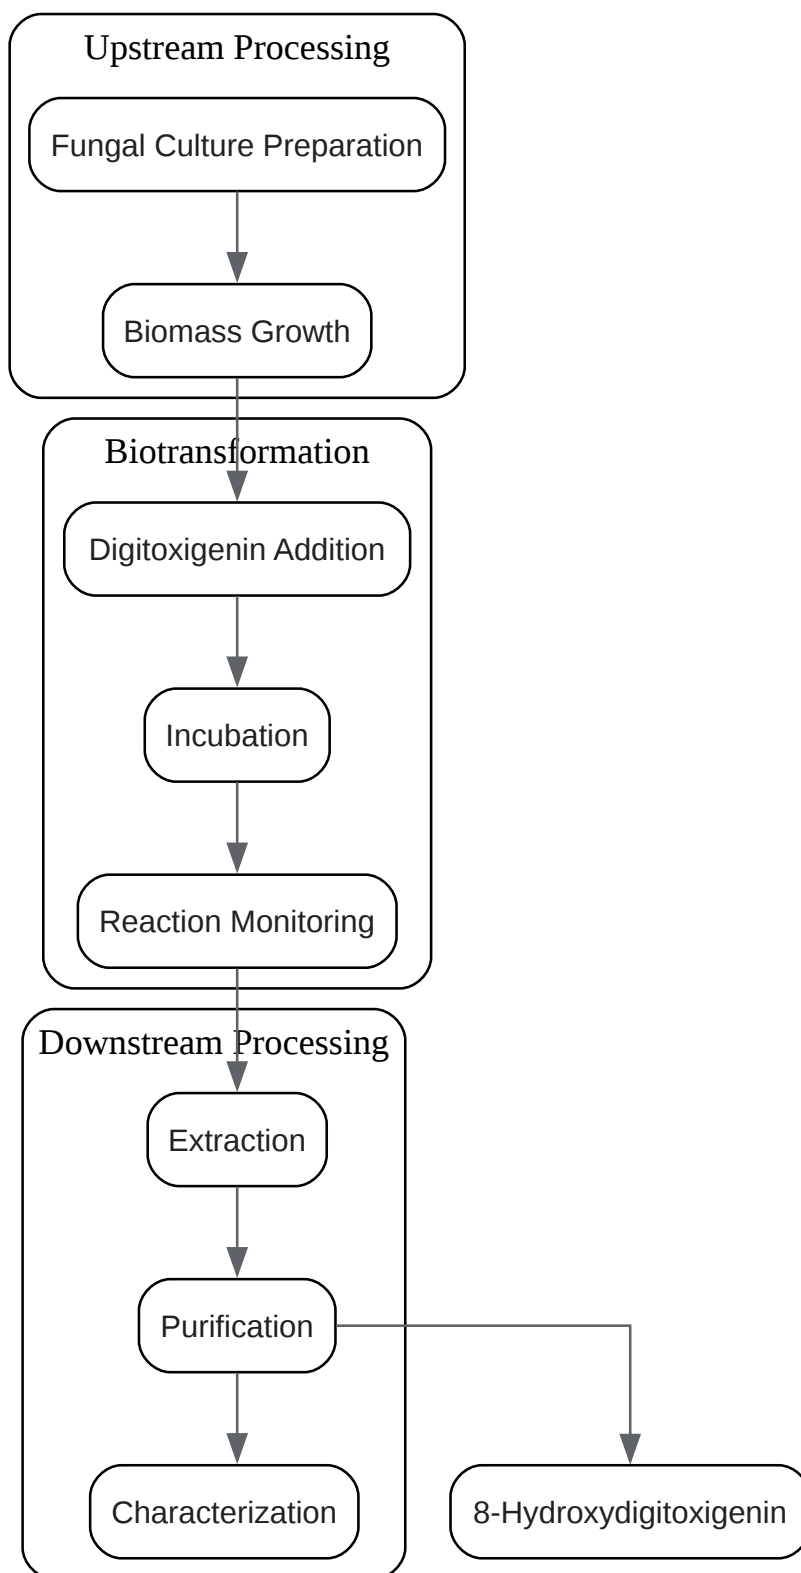 Upstream Processing
Fungal Culture Preparation
Biomass Growth
Biotransformation
Digitoxigenin Addition
Incubation
Reaction Monitoring
Downstream Processing
Extraction
Purification
Characterization
8-Hydroxydigitoxigenin